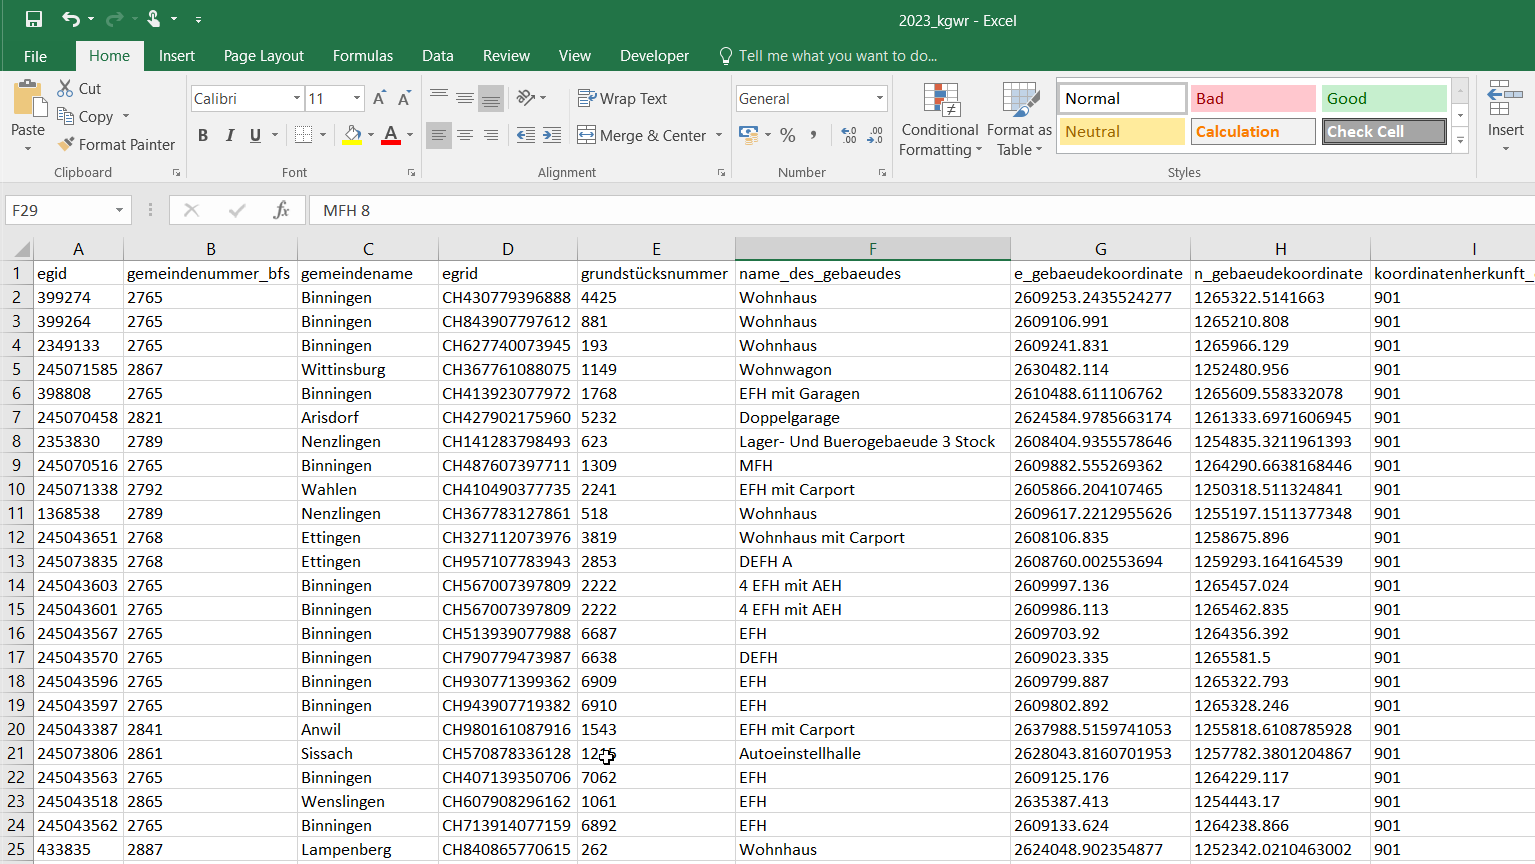 2023_kgwr - Excel
File Home Insert Page Layout Formulas Data Review View Developer Tell me what you want to do...
Paste
Cut
Copy
Format Painter
Clipboard
Calibri 11
B I U
Font
Wrap Text
Merge & Center
Alignment
General
%
Number
Conditional Formatting
Format as Table
Normal Bad Good
Neutral Calculation Check Cell
Styles
Insert
F29 fx MFH 8
A B C D E F G H I
1 egid gemeindenummer_bfs gemeindename egrid grundstücksnummer name_des_gebaeudes e_gebaeudekoordinate n_gebaeudekoordinate koordinatenherkunft_
2 399274 2765 Binningen CH430779396888 4425 Wohnhaus 2609253.2435524277 1265322.5141663 901
3 399264 2765 Binningen CH843907797612 881 Wohnhaus 2609106.991 1265210.808 901
4 2349133 2765 Binningen CH627740073945 193 Wohnhaus 2609241.831 1265966.129 901
5 245071585 2867 Wittinsburg CH367761088075 1149 Wohnwagon 2630482.114 1252480.956 901
6 398808 2765 Binningen CH413923077972 1768 EFH mit Garagen 2610488.611106762 1265609.558332078 901
7 245070458 2821 Arisdorf CH427902175960 5232 Doppelgarage 2624584.9785663174 1261333.6971606945 901
8 2353830 2789 Nenzlingen CH141283798493 623 Lager- Und Buerogebaeude 3 Stock 2608404.9355578646 1254835.3211961393 901
9 245070516 2765 Binningen CH487607397711 1309 MFH 2609882.555269362 1264290.6638168446 901
10 245071338 2792 Wahlen CH410490377735 2241 EFH mit Carport 2605866.204107465 1250318.511324841 901
11 1368538 2789 Nenzlingen CH367783127861 518 Wohnhaus 2609617.2212955626 1255197.1511377348 901
12 245043651 2768 Ettingen CH327112073976 3819 Wohnhaus mit Carport 2608106.835 1258675.896 901
13 245073835 2768 Ettingen CH957107783943 2853 DEFH A 2608760.002553694 1259293.164164539 901
14 245043603 2765 Binningen CH567007397809 2222 4 EFH mit AEH 2609997.136 1265457.024 901
15 245043601 2765 Binningen CH567007397809 2222 4 EFH mit AEH 2609986.113 1265462.835 901
16 245043567 2765 Binningen CH513939077988 6687 EFH 2609703.92 1264356.392 901
17 245043570 2765 Binningen CH790779473987 6638 DEFH 2609023.335 1265581.5 901
18 245043596 2765 Binningen CH930771399362 6909 EFH 2609799.887 1265322.793 901
19 245043597 2765 Binningen CH943907719382 6910 EFH 2609802.892 1265328.246 901
20 245043387 2841 Anwil CH980161087916 1543 EFH mit Carport 2637988.5159741053 1255818.6108785928 901
21 245073806 2861 Sissach CH570878336128 Autoeinstellhalle 2628043.8160701953 1257782.3801204867 901
22 245043563 2765 Binningen CH407139350706 7062 EFH 2609125.176 1264229.117 901
23 245043518 2865 Wenslingen CH607908296162 1061 EFH 2635387.413 1254443.17 901
24 245043562 2765 Binningen CH713914077159 6892 EFH 2609133.624 1264238.866 901
25 433835 2887 Lampenberg CH840865770615 262 Wohnhaus 2624048.902354877 1252342.0210463002 901